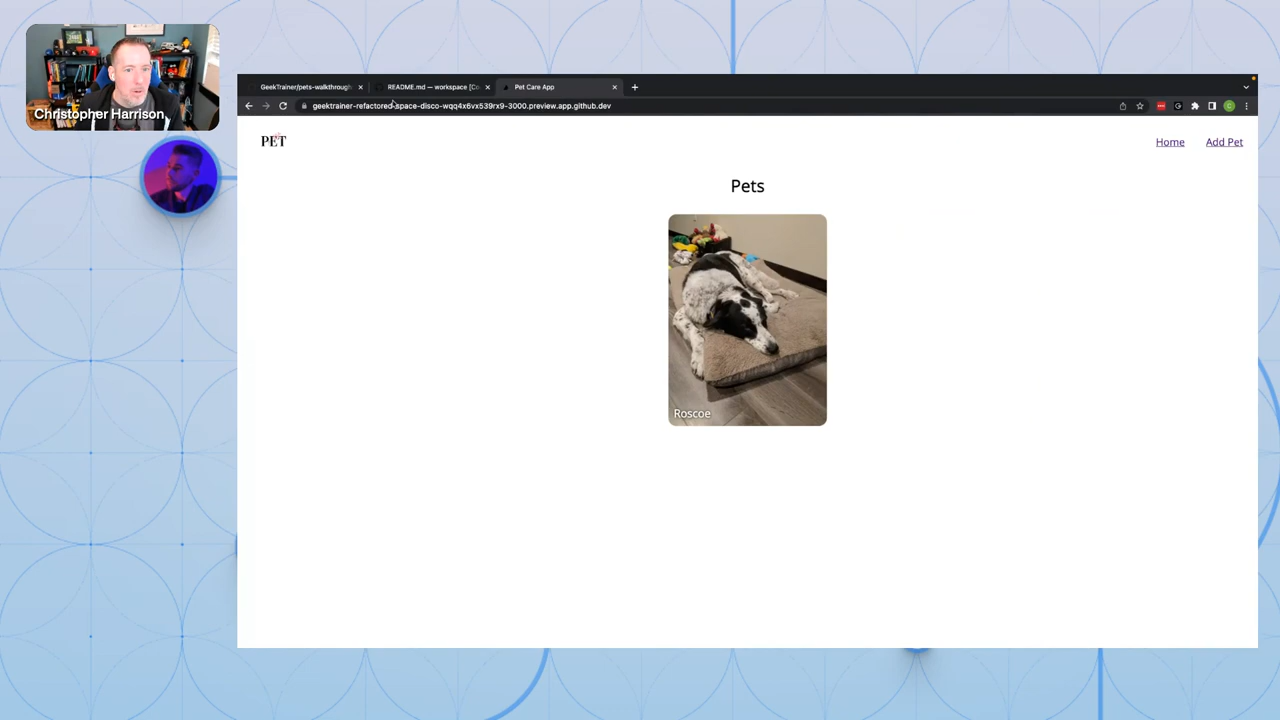 Christopher Harrison
GeekTrainer/pets-walkthrough
README.md — workspace [Co
Pet Care App
geektrainer-refactored-space-disco-wqq4x6vx539rx9-3000.preview.app.github.dev
PET
Home
Add Pet
Pets
Roscoe